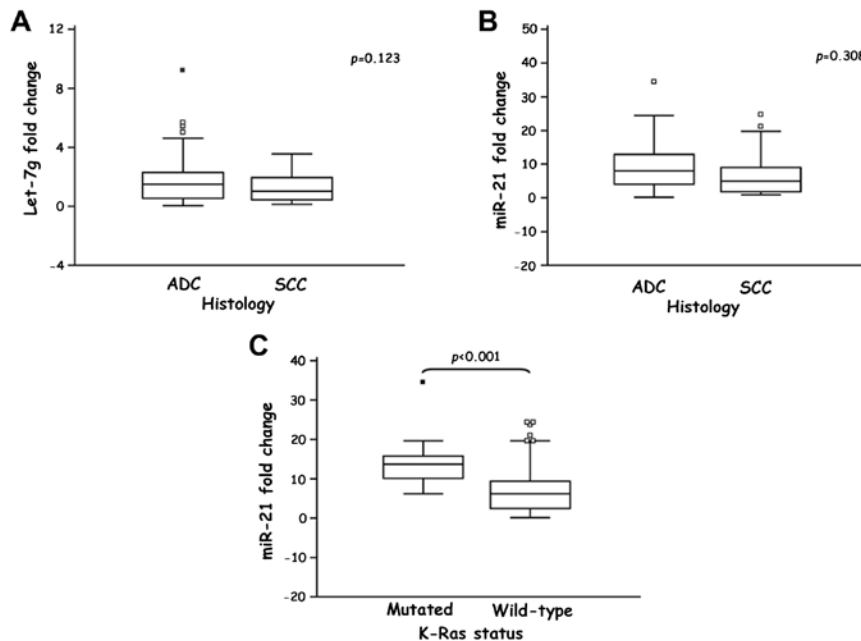 A
12
8
4
0
-4
Let-7g fold change
p=0.123
ADC SCC
Histology
B
50
40
30
20
10
0
-10
-20
miR-21 fold change
p=0.308
ADC SCC
Histology
C
40
30
20
10
0
-10
-20
miR-21 fold change
p<0.001
Mutated Wild-type
K-Ras status